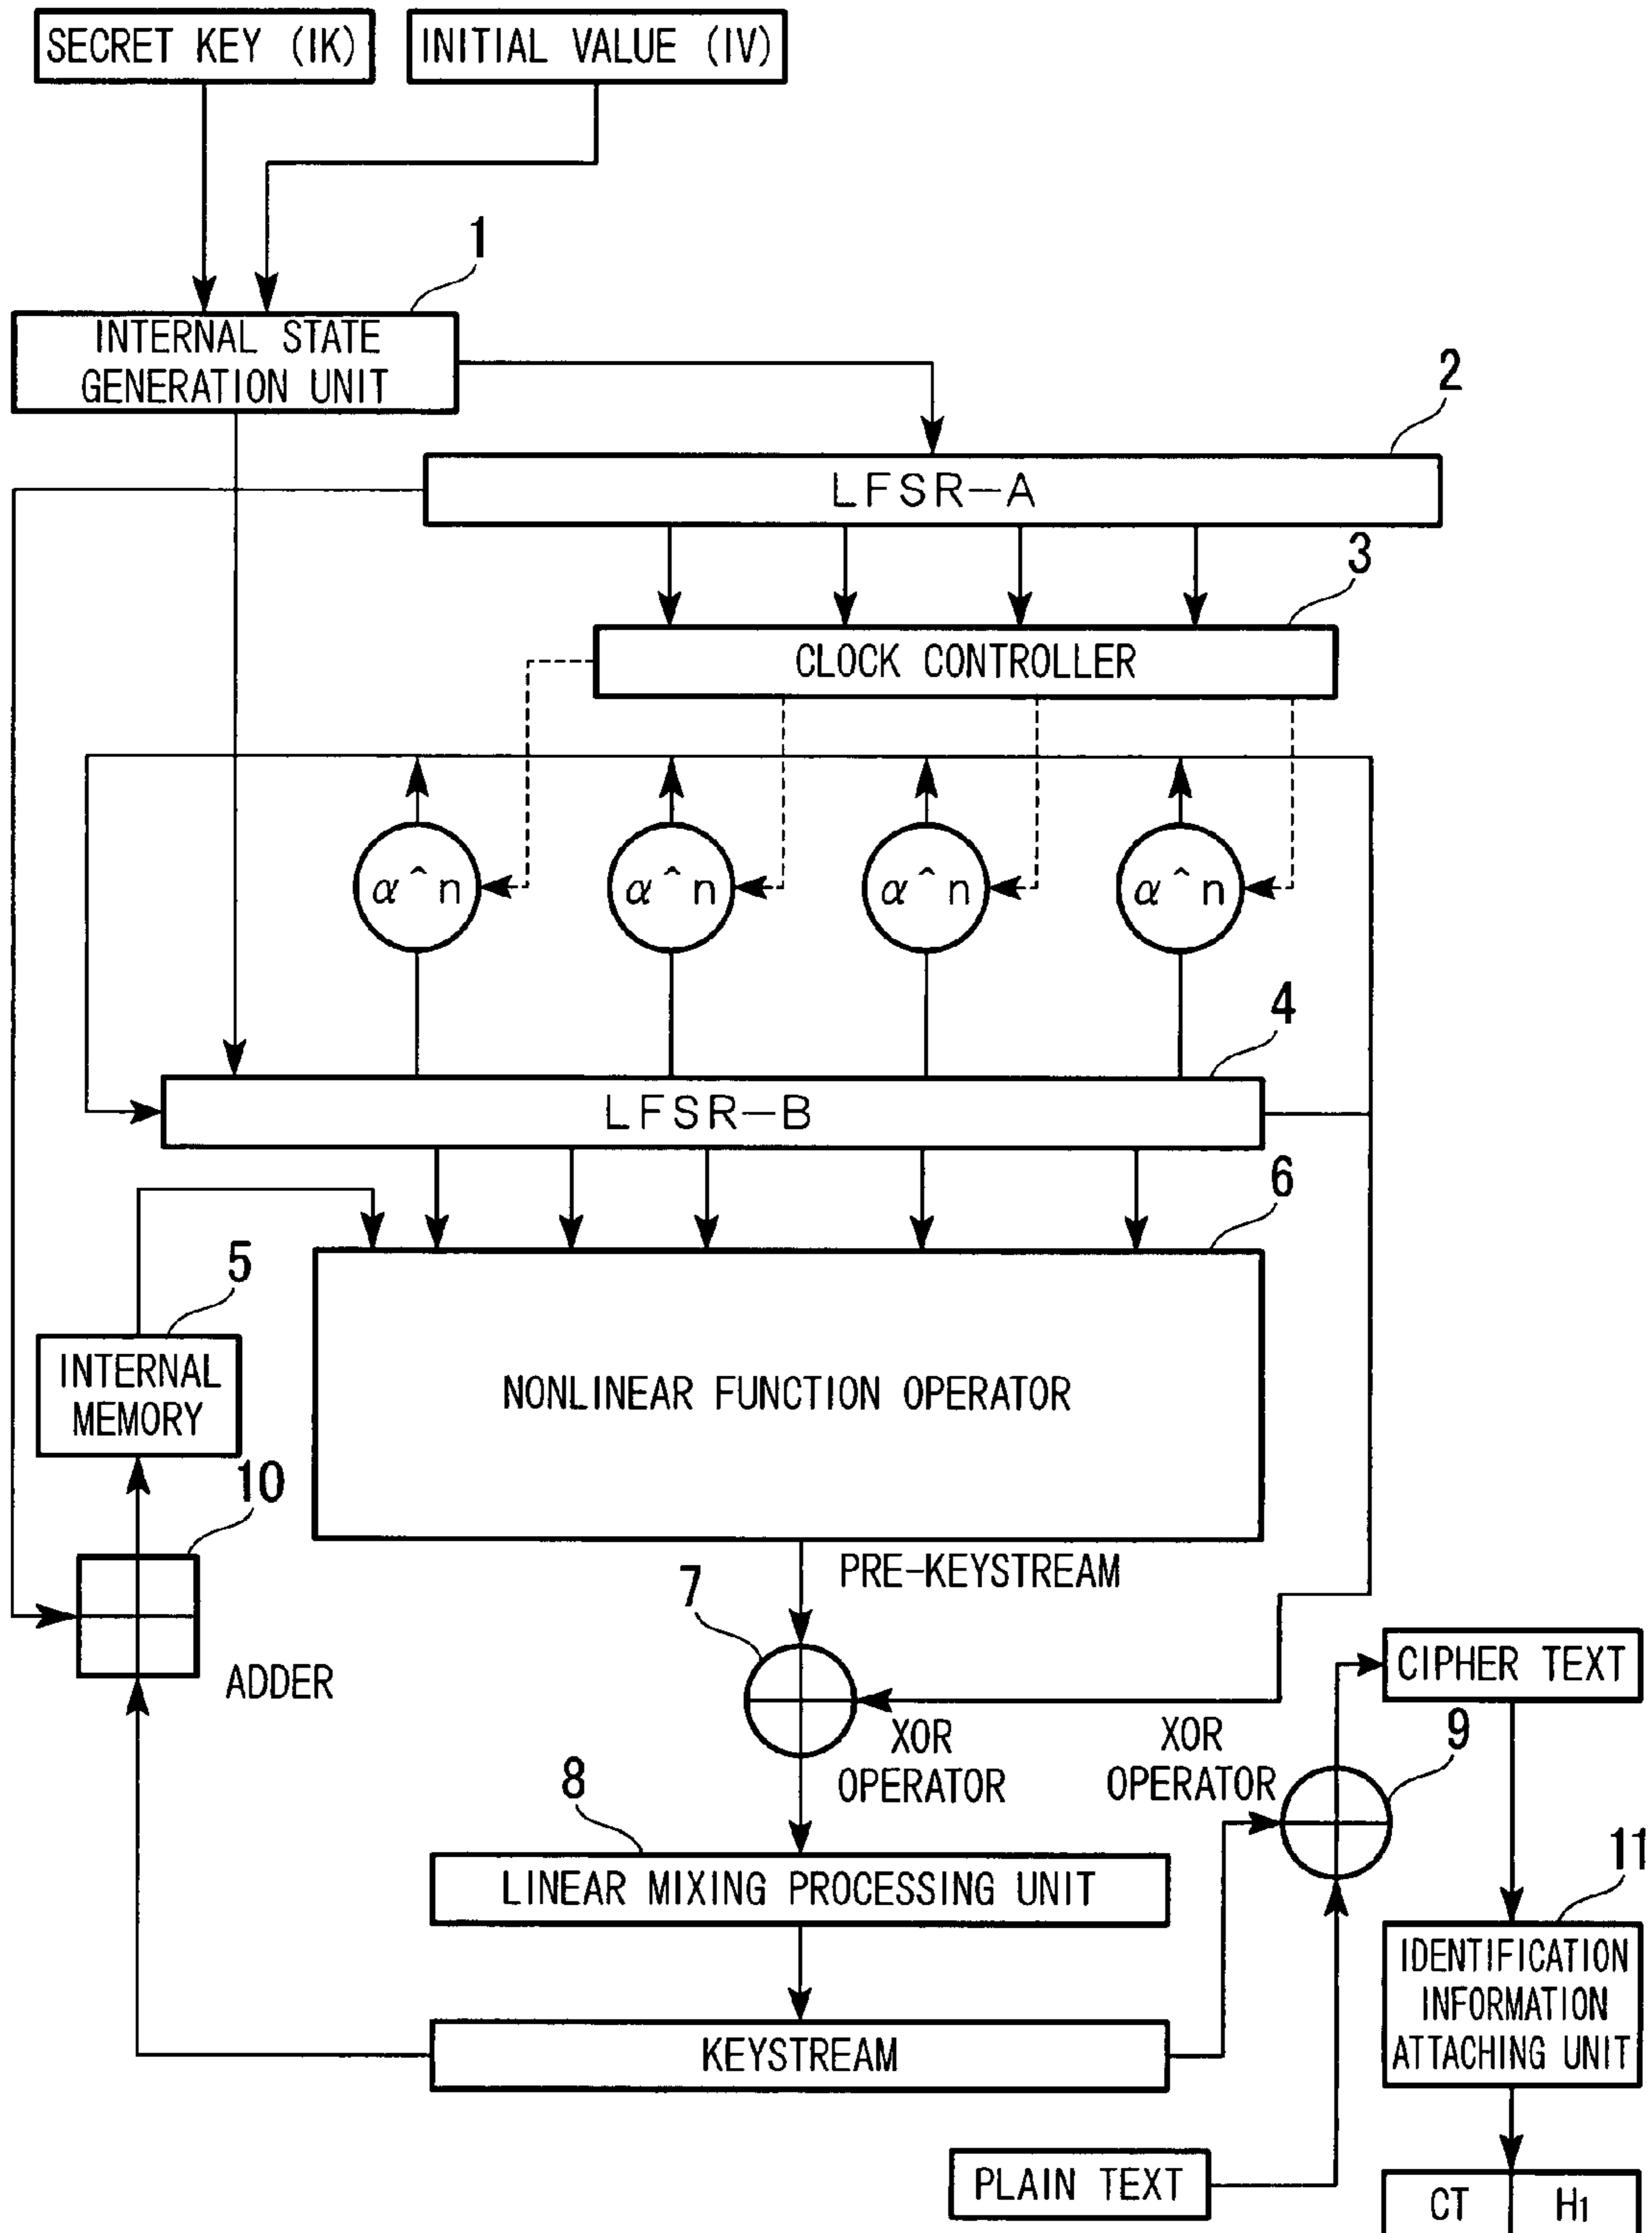 SECRET KEY (IK)
INITIAL VALUE (IV)
1
INTERNAL STATE
GENERATION UNIT
2
LFSR-A
3
CLOCK CONTROLLER
α^n
α^n
α^n
α^n
4
LFSR-B
6
5
INTERNAL
MEMORY
NONLINEAR FUNCTION OPERATOR
10
PRE-KEYSTREAM
7
ADDER
CIPHER TEXT
XOR
OPERATOR
XOR
OPERATOR
9
8
11
LINEAR MIXING PROCESSING UNIT
IDENTIFICATION
INFORMATION
ATTACHING UNIT
KEYSTREAM
PLAIN TEXT
CT
H1